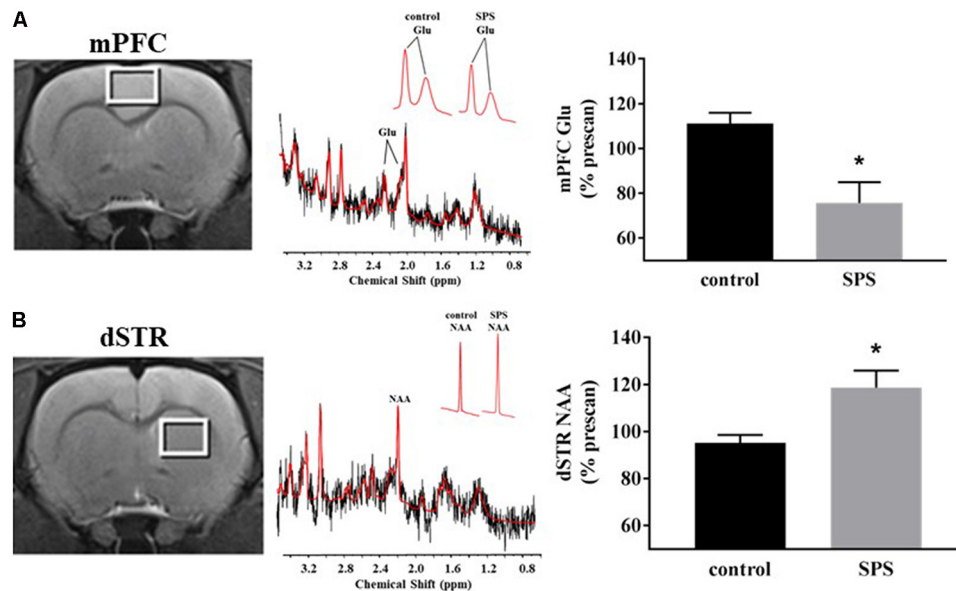 A
mPFC
control
Glu
SPS
Glu
Glu
3.2 2.8 2.4 2.0 1.6 1.2 0.8
Chemical Shift (ppm)
mPFC Glu
(% prescan)
140
120
100
80
60
*
control SPS
B
dSTR
control
NAA
SPS
NAA
NAA
3.2 2.8 2.4 2.0 1.6 1.2 0.8
Chemical Shift (ppm)
dSTR NAA
(% prescan)
140
120
100
80
60
*
control SPS